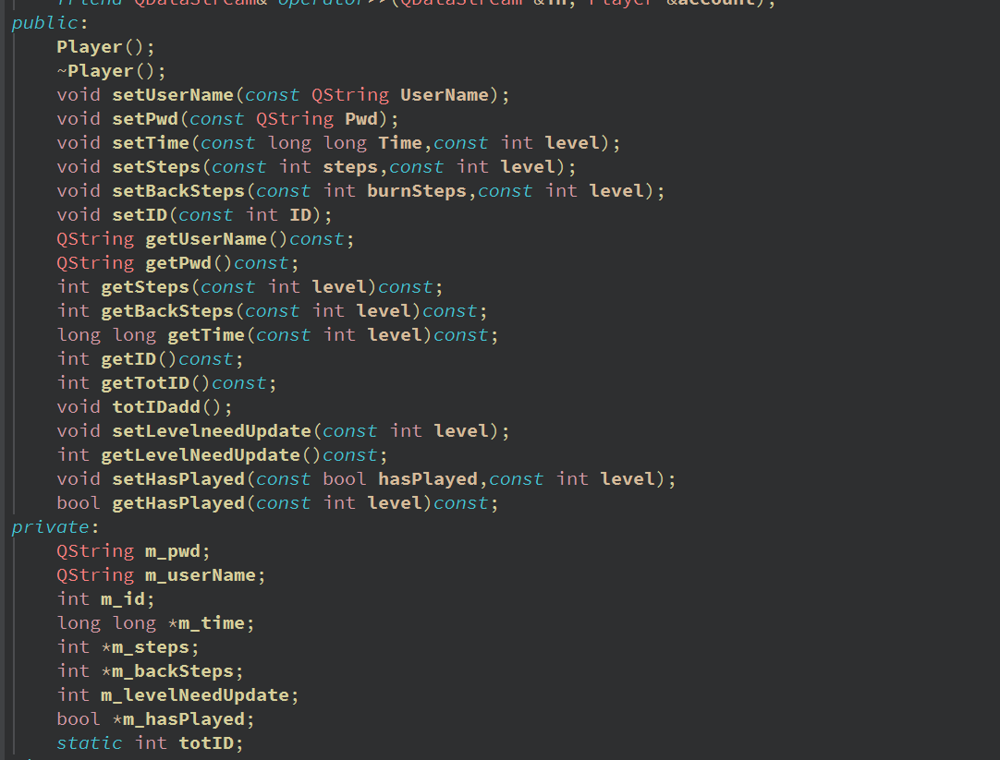 friend QDataStream& operator>>(QDataStream &in, Player &account);
public:
    Player();
    ~Player();
    void setUserName(const QString UserName);
    void setPwd(const QString Pwd);
    void setTime(const long long Time,const int level);
    void setSteps(const int steps,const int level);
    void setBackSteps(const int burnSteps,const int level);
    void setID(const int ID);
    QString getUserName()const;
    QString getPwd()const;
    int getSteps(const int level)const;
    int getBackSteps(const int level)const;
    long long getTime(const int level)const;
    int getID()const;
    int getTotID()const;
    void totIDadd();
    void setLevelneedUpdate(const int level);
    int getLevelNeedUpdate()const;
    void setHasPlayed(const bool hasPlayed,const int level);
    bool getHasPlayed(const int level)const;
private:
    QString m_pwd;
    QString m_userName;
    int m_id;
    long long *m_time;
    int *m_steps;
    int *m_backSteps;
    int m_levelNeedUpdate;
    bool *m_hasPlayed;
    static int totID;